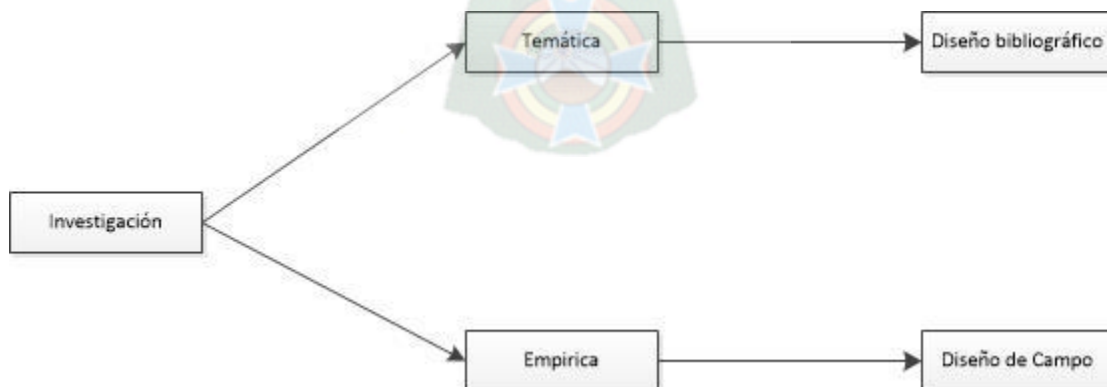 Temática
Diseño bibliográfico
Investigación
Empirica
Diseño de Campo